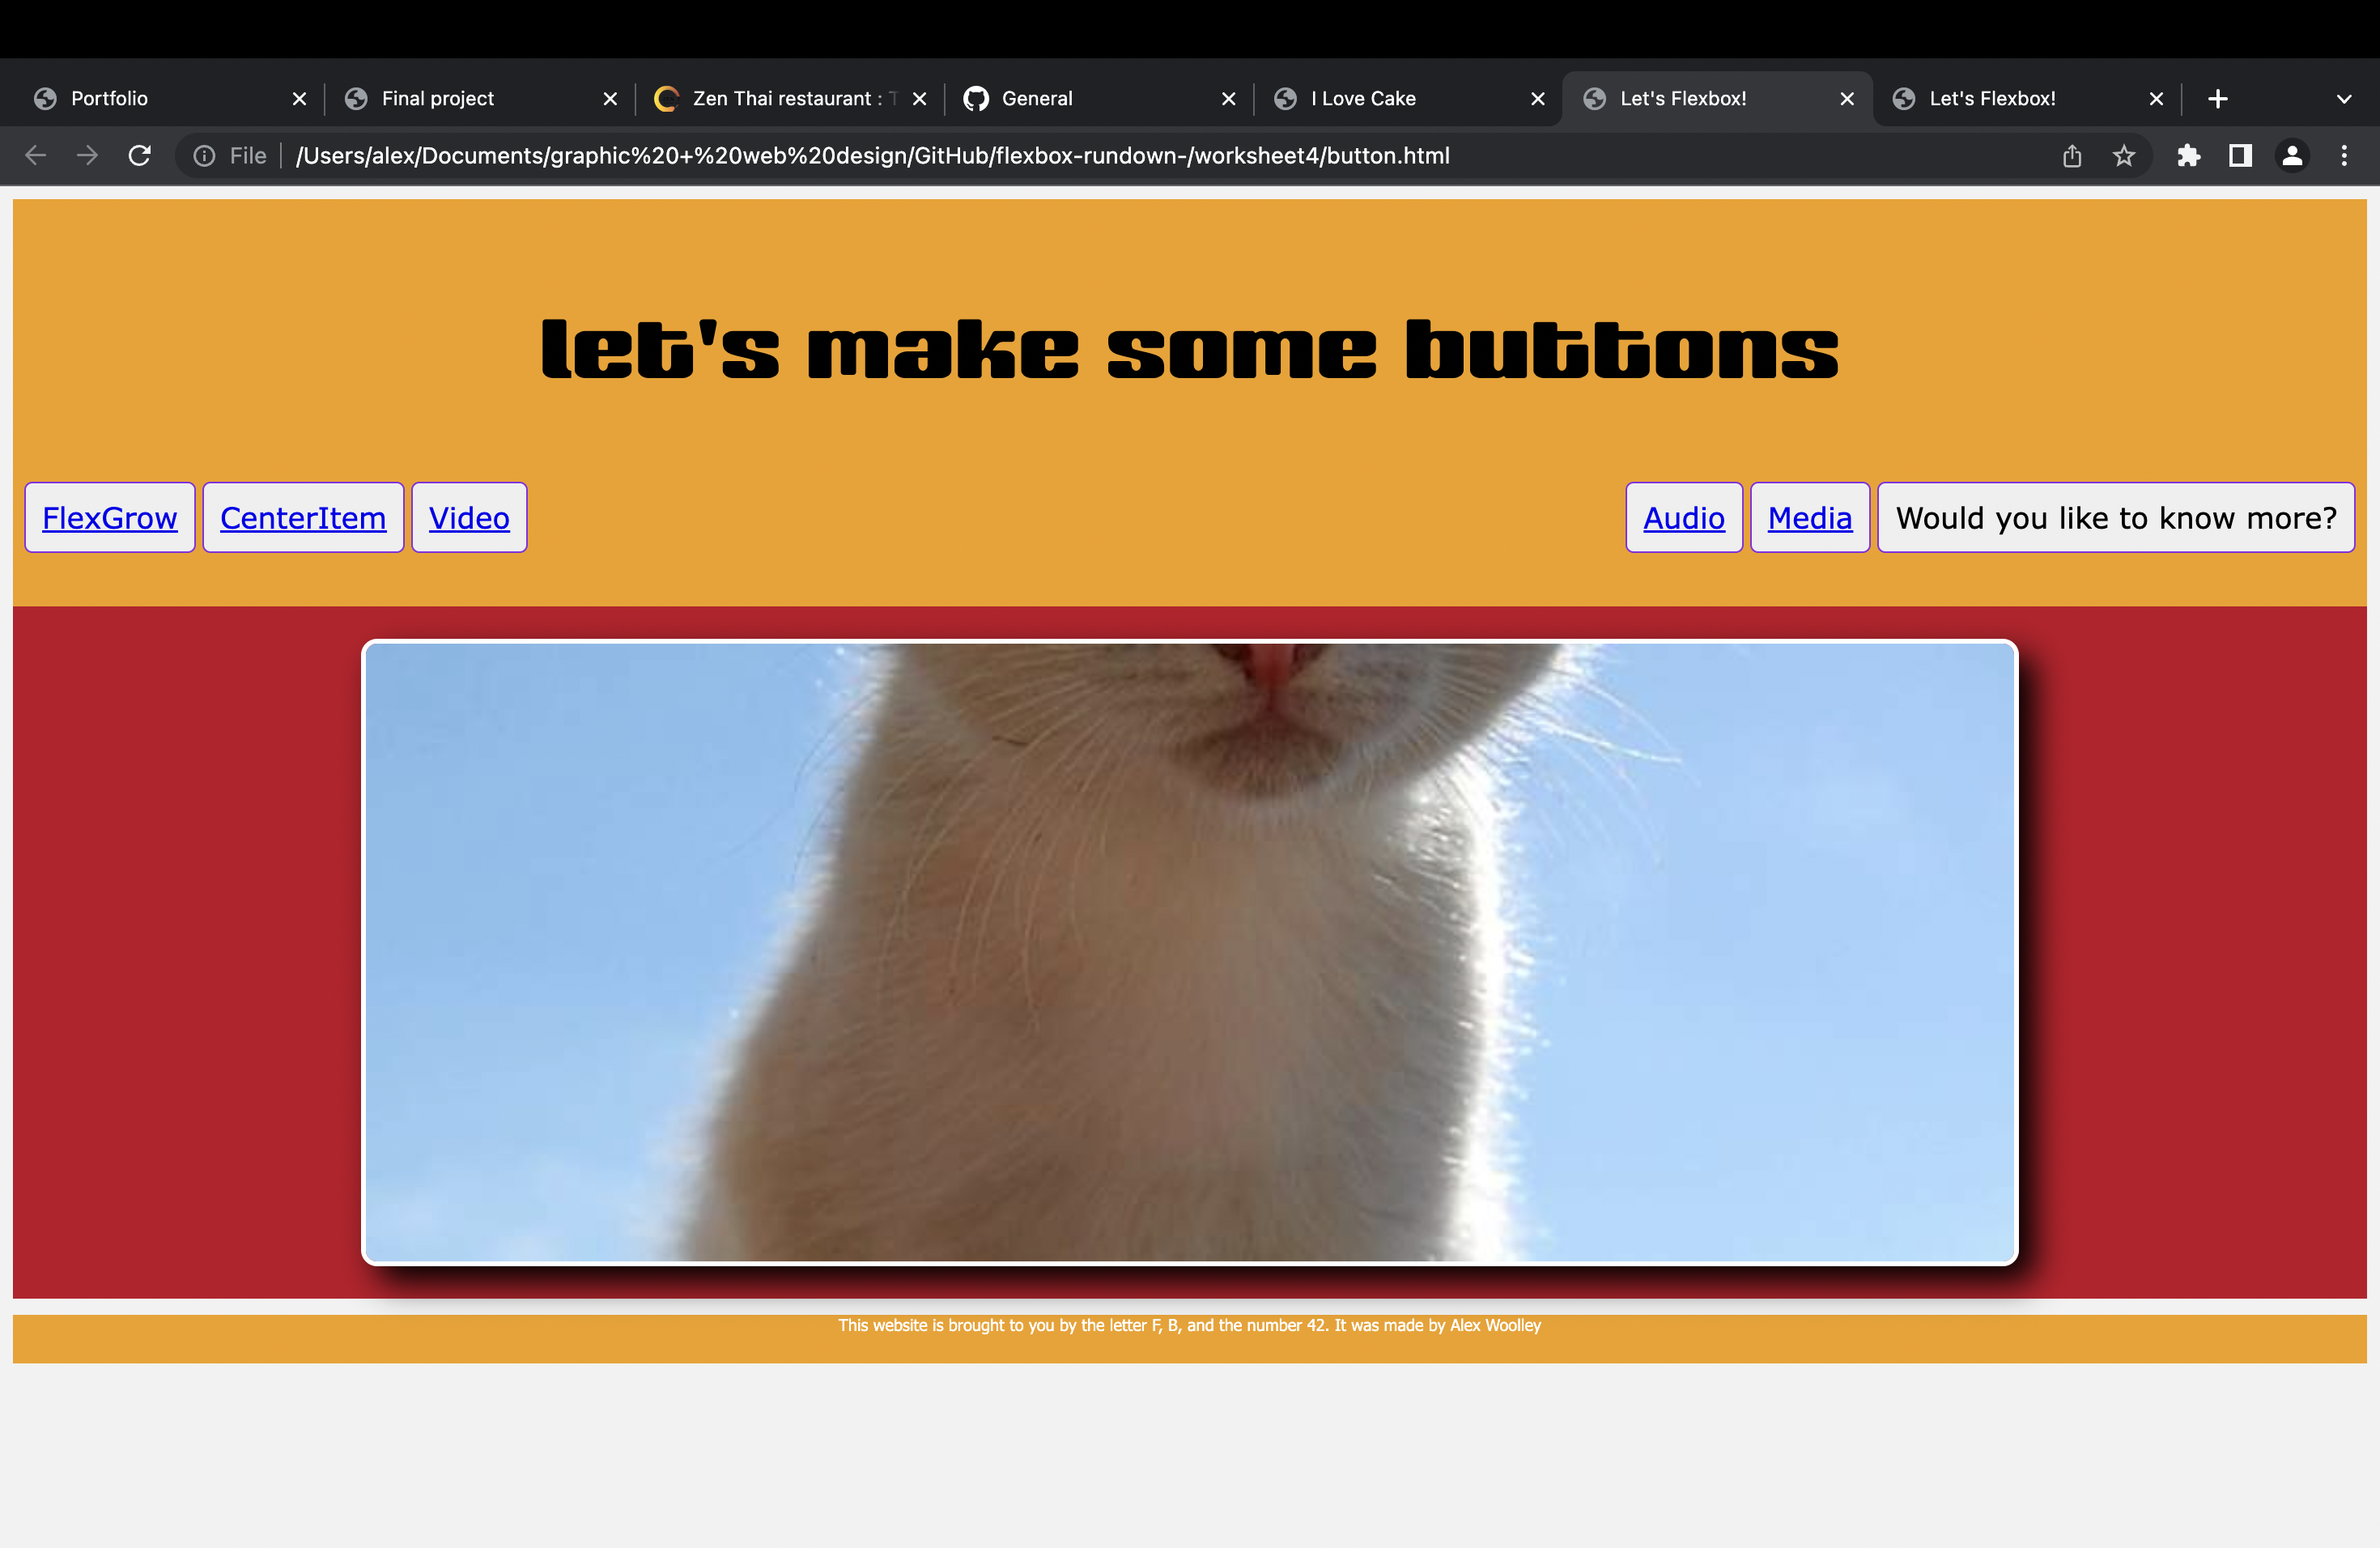 Portfolio
Final project
Zen Thai restaurant : T
General
I Love Cake
Let's Flexbox!
Let's Flexbox!
File /Users/alex/Documents/graphic%20+%20web%20design/GitHub/flexbox-rundown-/worksheet4/button.html
let's make some buttons
FlexGrow CenterItem Video Audio Media Would you like to know more?
This website is brought to you by the letter F, B, and the number 42. It was made by Alex Woolley